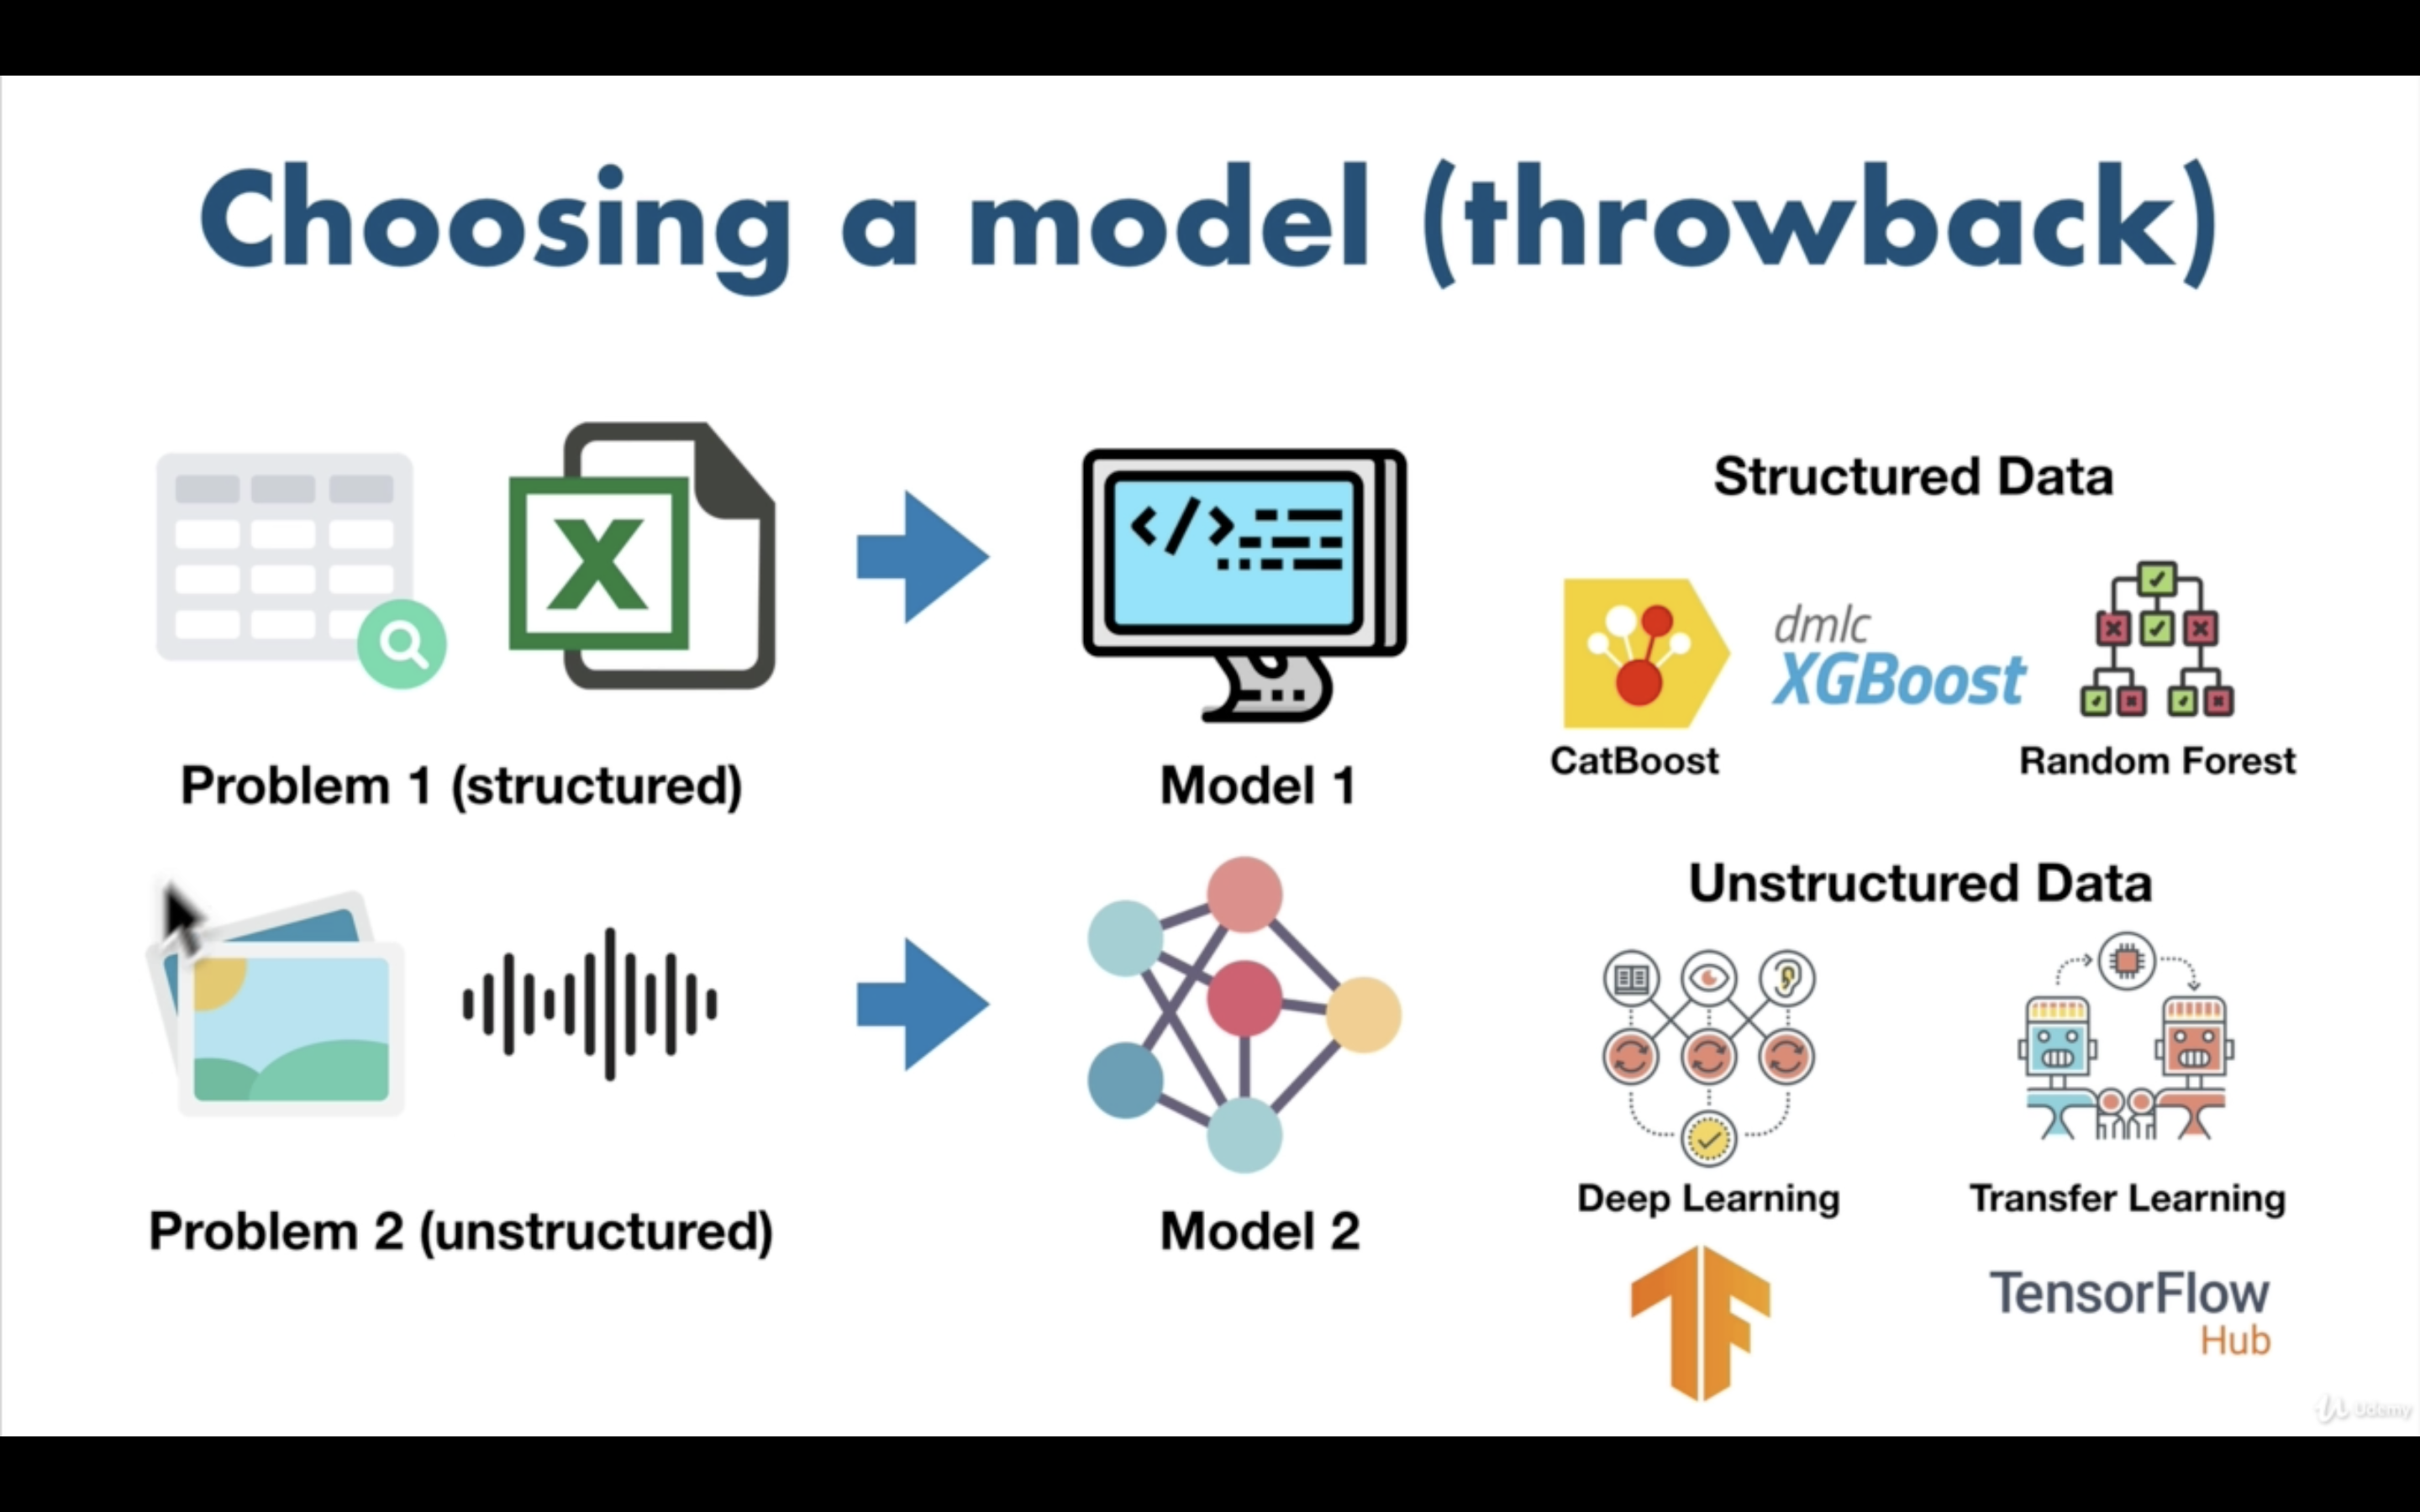 Choosing a model (throwback)
Problem 1 (structured)
Model 1
Structured Data
CatBoost
dmlc
XGBoost
Random Forest
Problem 2 (unstructured)
Model 2
Unstructured Data
Deep Learning
Transfer Learning
TensorFlow
Hub
Udemy